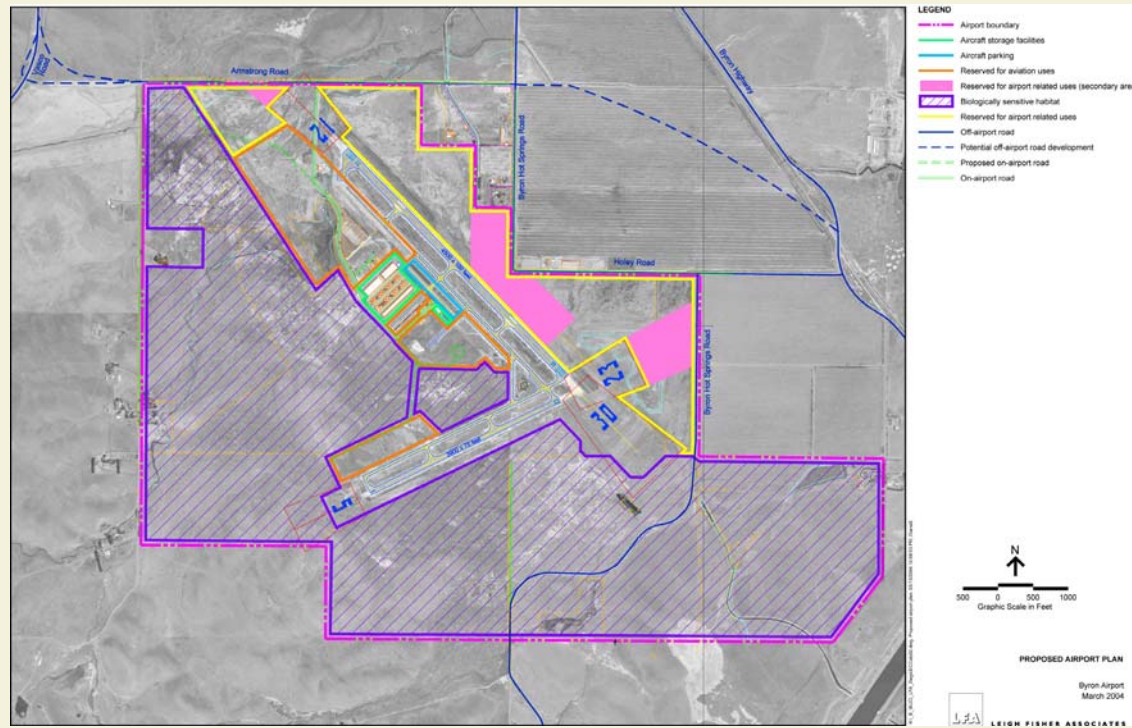 LEGEND
Airport boundary
Aircraft storage facilities
Aircraft parking
Reserved for aviation uses
Reserved for airport related uses (secondary area
Biologically sensitive habitat
Reserved for airport related uses
Off-airport road
Potential off-airport road development
Proposed on-airport road
On-airport road
Vasco
Road
Armstrong Road
Byron Highway
Byron Hot Springs Road
Holey Road
Byron Hot Springs Road
23
30
5
N
500 0 500 1000
Graphic Scale in Feet
PROPOSED AIRPORT PLAN
Byron Airport
March 2004
LFA LEIGH FISHER ASSOCIATES